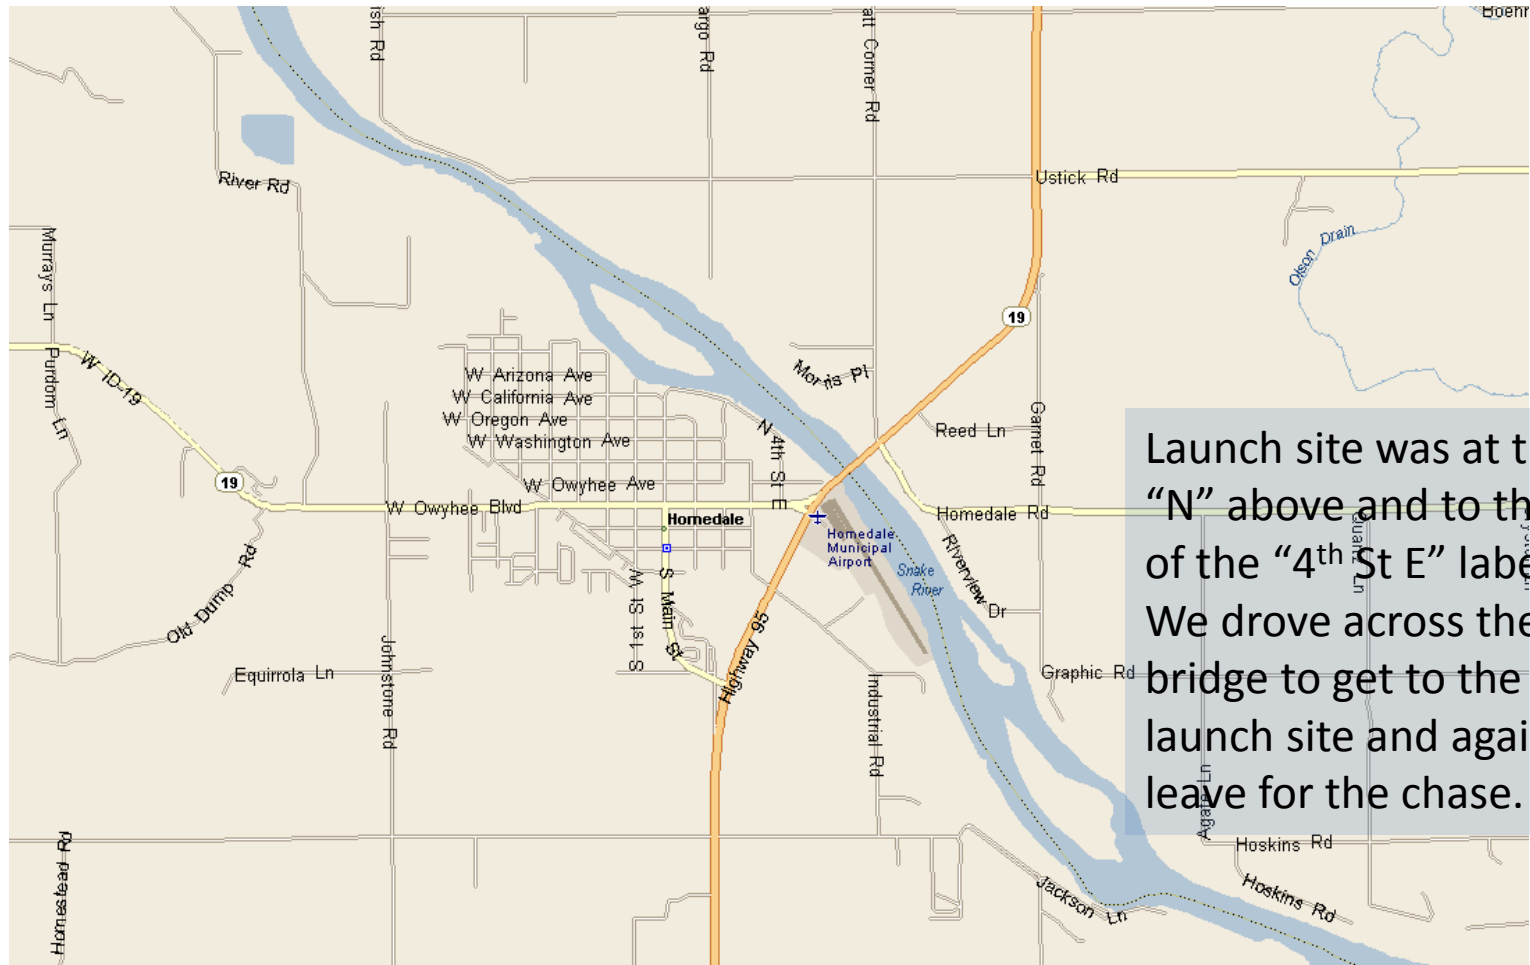 ish Rd
argo Rd
att Corner Rd
Boehn
River Rd
Ustick Rd
Olson Drain
Murrays Ln
19
W ID-19
Purdom Ln
W Arizona Ave
W California Ave
W Oregon Ave
W Washington Ave
Morris Pl
N 4th St E
Reed Ln
Garnet Rd
19
W Owyhee Ave
W Owyhee Blvd
Homedale
Homedale Rd
Homedale
Municipal
Airport
Snake
River
Riverview Dr
Quartz Ln
Old Dump Rd
S 1st St W
S Main St
Highway 95
Equirrola Ln
Johnstone Rd
Industrial Rd
Graphic Rd
Agate Ln
Launch site was at t
“N” above and to th
of the “4th St E” labe
We drove across the
bridge to get to the
launch site and agai
leave for the chase.
Homestead Rd
Jackson Ln
Hoskins Rd
Hoskins Rd